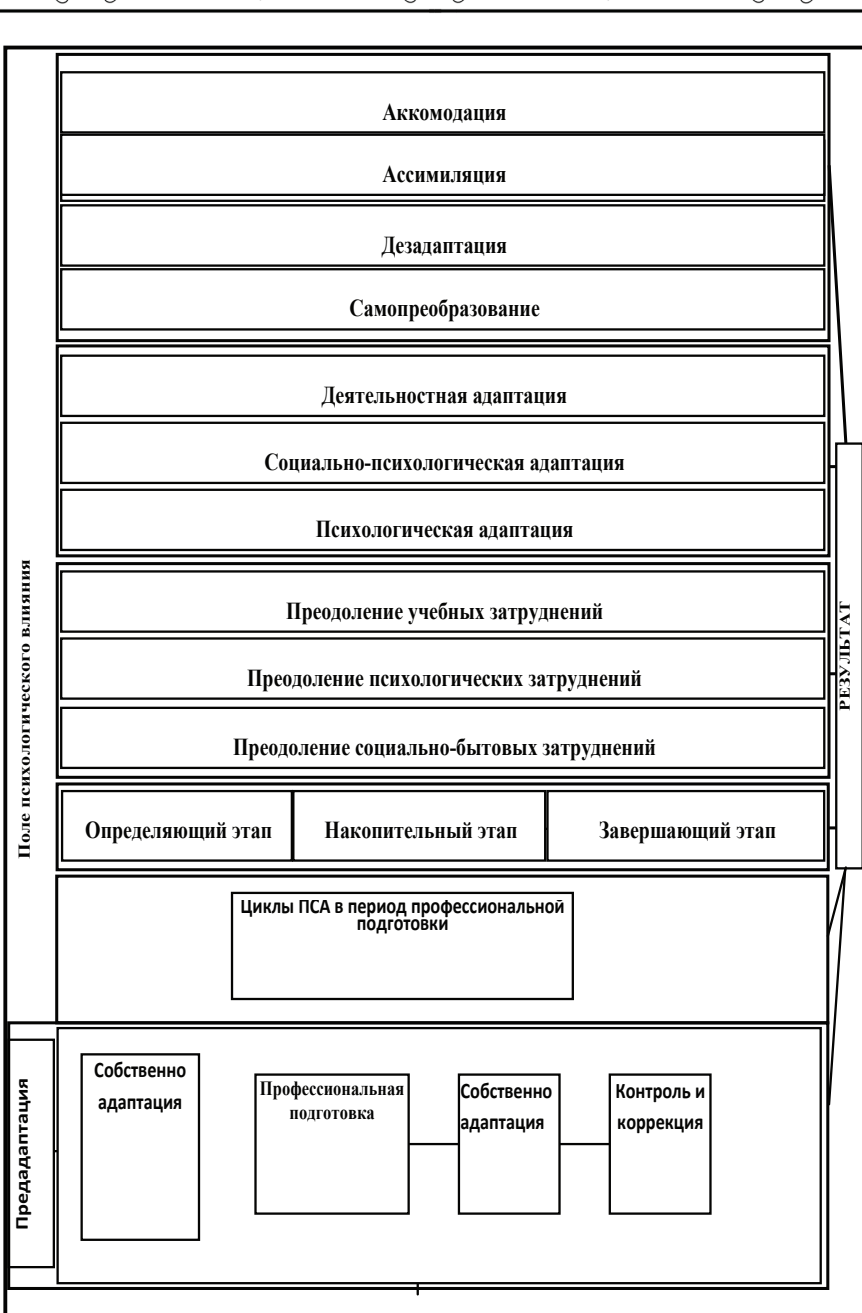 Аккомодация
Ассимиляция
Дезадаптация
Самопреобразование
Деятельностная адаптация
Социально-психологическая адаптация
Психологическая адаптация
Преодоление учебных затруднений
Преодоление психологических затруднений
Преодоление социально-бытовых затруднений
Определяющий этап
Накопительный этап
Завершающий этап
Поле психологического влияния
РЕЗУЛЬТАТ
Циклы ПСА в период профессиональной
подготовки
Предадаптация
Собственно
адаптация
Профессиональная
подготовка
Собственно
адаптация
Контроль и
коррекция